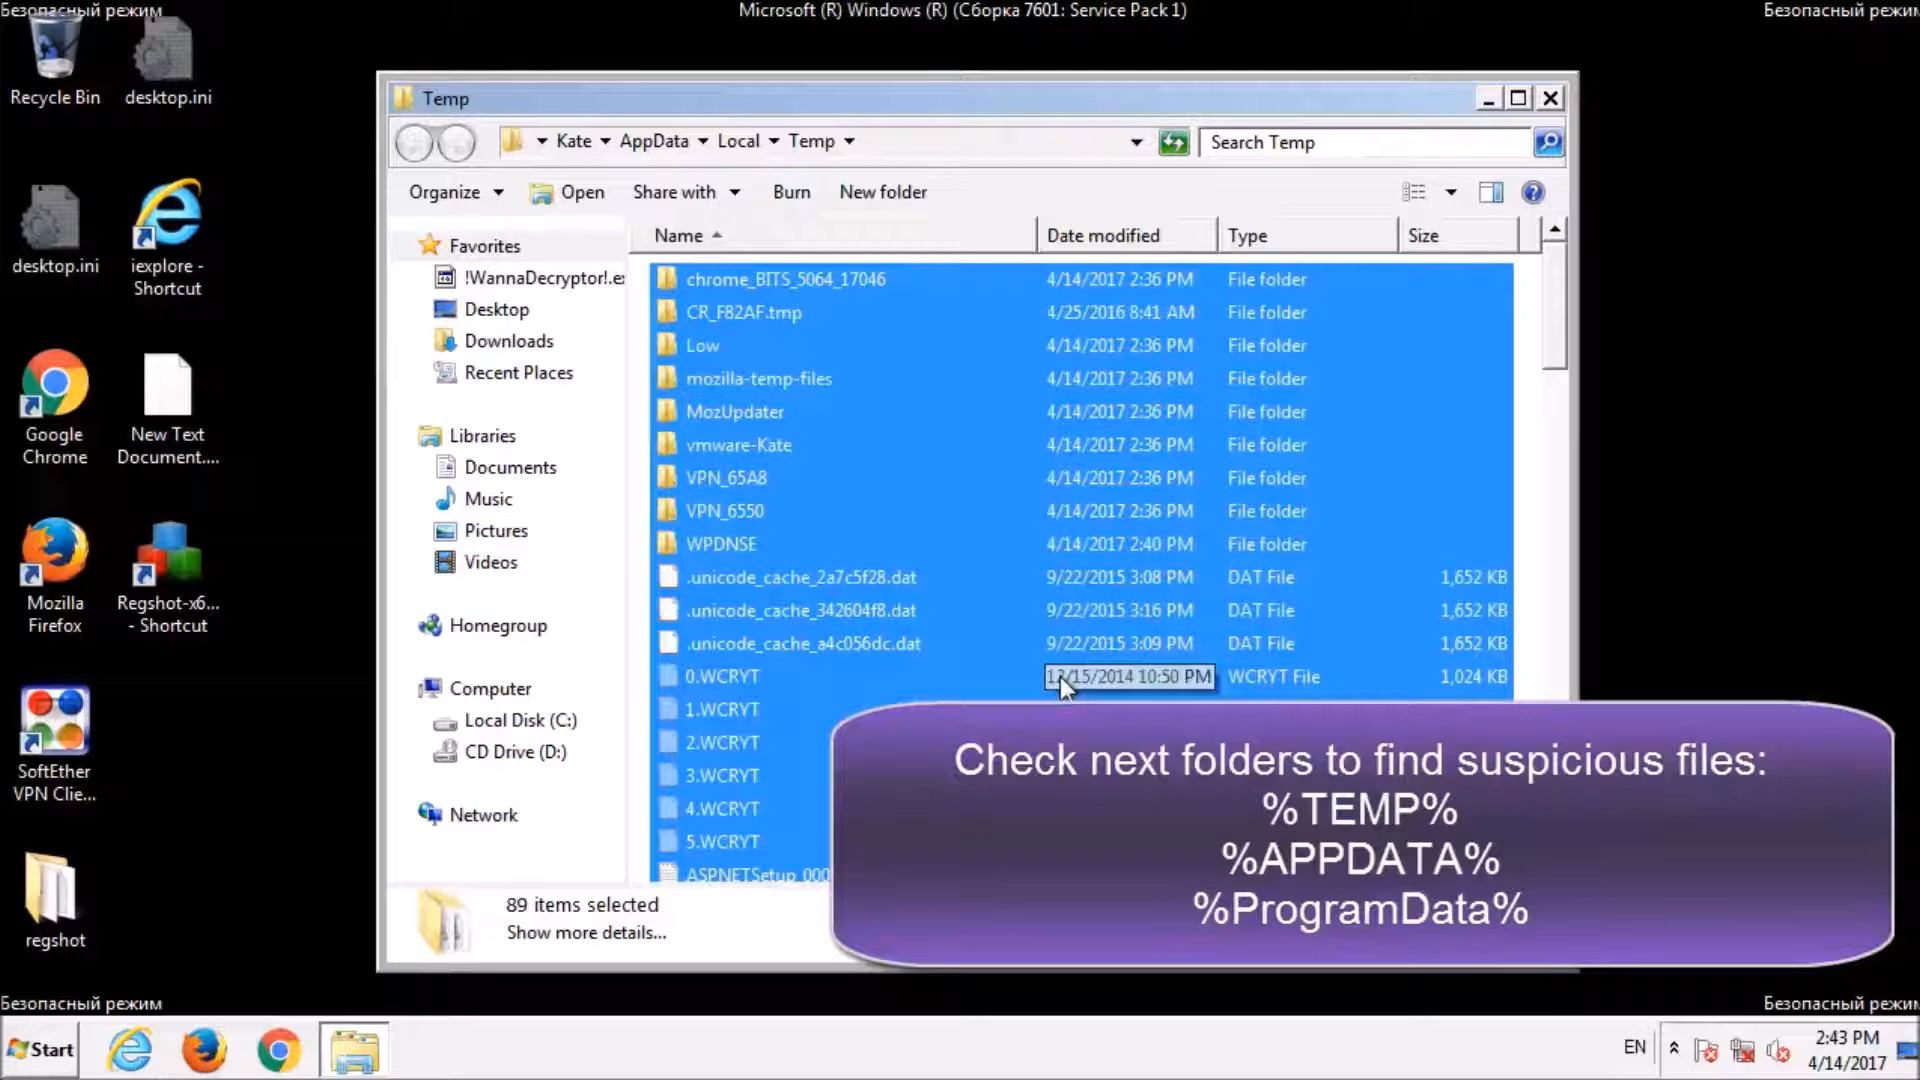 Безопасный режим
Microsoft (R) Windows (R) (Сборка 7601: Service Pack 1)
Безопасный режим
Recycle Bin
desktop.ini
desktop.ini
iexplore -
Shortcut
Google
Chrome
New Text
Document....
Mozilla
Firefox
Regshot-x6...
- Shortcut
SoftEther
VPN Clie...
regshot
Temp
Kate AppData Local Temp
Search Temp
Organize Open Share with Burn New folder
Favorites
!WannaDecryptor!.e
Desktop
Downloads
Recent Places
Libraries
Documents
Music
Pictures
Videos
Homegroup
Computer
Local Disk (C:)
CD Drive (D:)
Network
Name Date modified Type Size
chrome_BITS_5064_17046 4/14/2017 2:36 PM File folder
CR_F82AF.tmp 4/25/2016 8:41 AM File folder
Low 4/14/2017 2:36 PM File folder
mozilla-temp-files 4/14/2017 2:36 PM File folder
MozUpdater 4/14/2017 2:36 PM File folder
vmware-Kate 4/14/2017 2:36 PM File folder
VPN_65A8 4/14/2017 2:36 PM File folder
VPN_6550 4/14/2017 2:36 PM File folder
WPDNSE 4/14/2017 2:40 PM File folder
.unicode_cache_2a7c5f28.dat 9/22/2015 3:08 PM DAT File 1,652 KB
.unicode_cache_342604f8.dat 9/22/2015 3:16 PM DAT File 1,652 KB
.unicode_cache_a4c056dc.dat 9/22/2015 3:09 PM DAT File 1,652 KB
0.WCRYT 12/15/2014 10:50 PM WCRYT File 1,024 KB
1.WCRYT
2.WCRYT
3.WCRYT
4.WCRYT
5.WCRYT
ASPNETSetup_000
89 items selected
Show more details...
Check next folders to find suspicious files:
%TEMP%
%APPDATA%
%ProgramData%
Безопасный режим
Безопасный режим
Start
EN
2:43 PM
4/14/2017